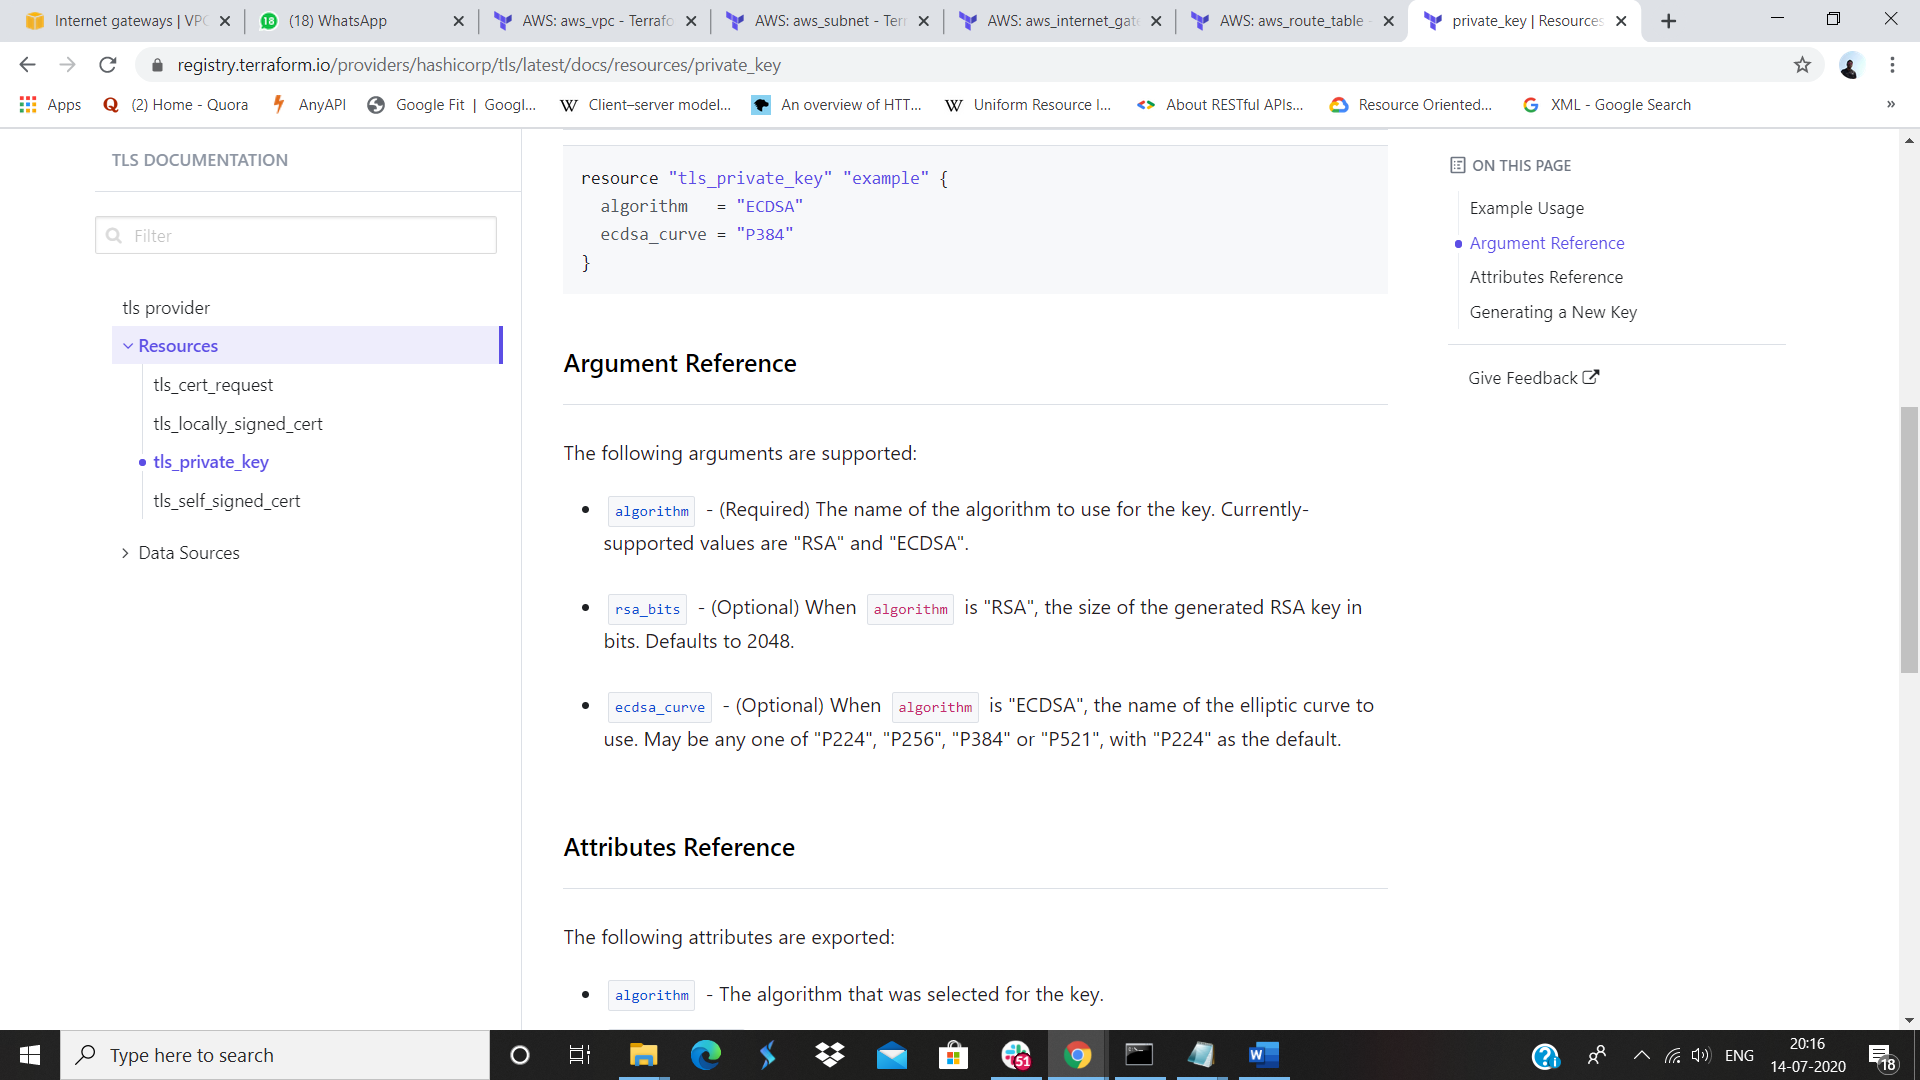 Internet gateways | VPC
(18) WhatsApp
AWS: aws_vpc - Terrafo
AWS: aws_subnet - Terr
AWS: aws_internet_gate
AWS: aws_route_table -
private_key | Resources
registry.terraform.io/providers/hashicorp/tls/latest/docs/resources/private_key
Apps
(2) Home - Quora
AnyAPI
Google Fit | Googl...
Client–server model...
An overview of HTT...
Uniform Resource I...
About RESTful APIs...
Resource Oriented...
XML - Google Search
»
TLS DOCUMENTATION
Filter
tls provider
Resources
tls_cert_request
tls_locally_signed_cert
tls_private_key
tls_self_signed_cert
Data Sources
resource "tls_private_key" "example" {
algorithm = "ECDSA"
ecdsa_curve = "P384"
}
Argument Reference
The following arguments are supported:
algorithm - (Required) The name of the algorithm to use for the key. Currently-
supported values are "RSA" and "ECDSA".
rsa_bits - (Optional) When algorithm is "RSA", the size of the generated RSA key in
bits. Defaults to 2048.
ecdsa_curve - (Optional) When algorithm is "ECDSA", the name of the elliptic curve to
use. May be any one of "P224", "P256", "P384" or "P521", with "P224" as the default.
Attributes Reference
The following attributes are exported:
algorithm - The algorithm that was selected for the key.
ON THIS PAGE
Example Usage
Argument Reference
Attributes Reference
Generating a New Key
Give Feedback
Type here to search
51
ENG
20:16
14-07-2020
18